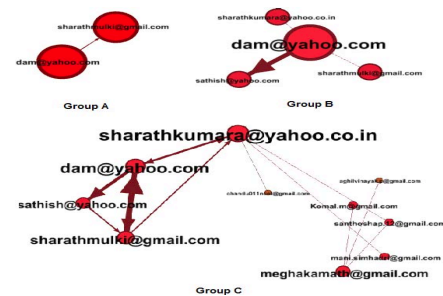 sharathmulki@gmail.com
dam@yahoo.com
Group A
sharathkumara@yahoo.co.in
dam@yahoo.com
sathish@yahoo.com
sharathmulki@gmail.com
Group B
sharathkumara@yahoo.co.in
dam@yahoo.com
sathish@yahoo.com
sharathmulki@gmail.com
Komal.m@gmail.com
meghakamath@gmail.com
Group C